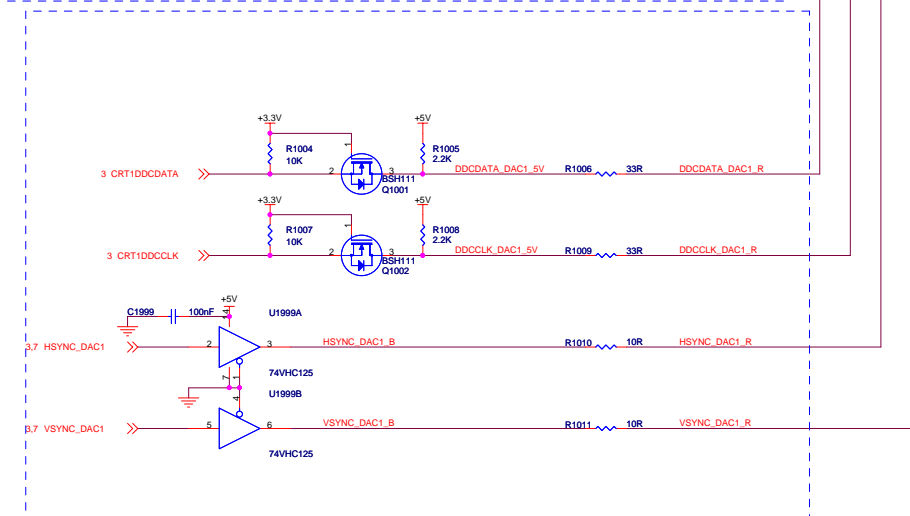 +3.3V
+5V
1
R1004
10K
R1005
2.2K
3 CRT1DDCDATA
2
3
DDCDATA_DAC1_5V
R1006
33R
DDCDATA_DAC1_R
BSH111
Q1001
+3.3V
+5V
1
R1007
10K
R1008
2.2K
3 CRT1DDCCLK
2
3
DDCCLK_DAC1_5V
R1009
33R
DDCCLK_DAC1_R
BSH111
Q1002
+5V
C1999
100nF
14
U1999A
3,7 HSYNC_DAC1
2
3
HSYNC_DAC1_B
R1010
10R
HSYNC_DAC1_R
7
1
74VHC125
4
U1999B
3,7 VSYNC_DAC1
5
6
VSYNC_DAC1_B
R1011
10R
VSYNC_DAC1_R
74VHC125